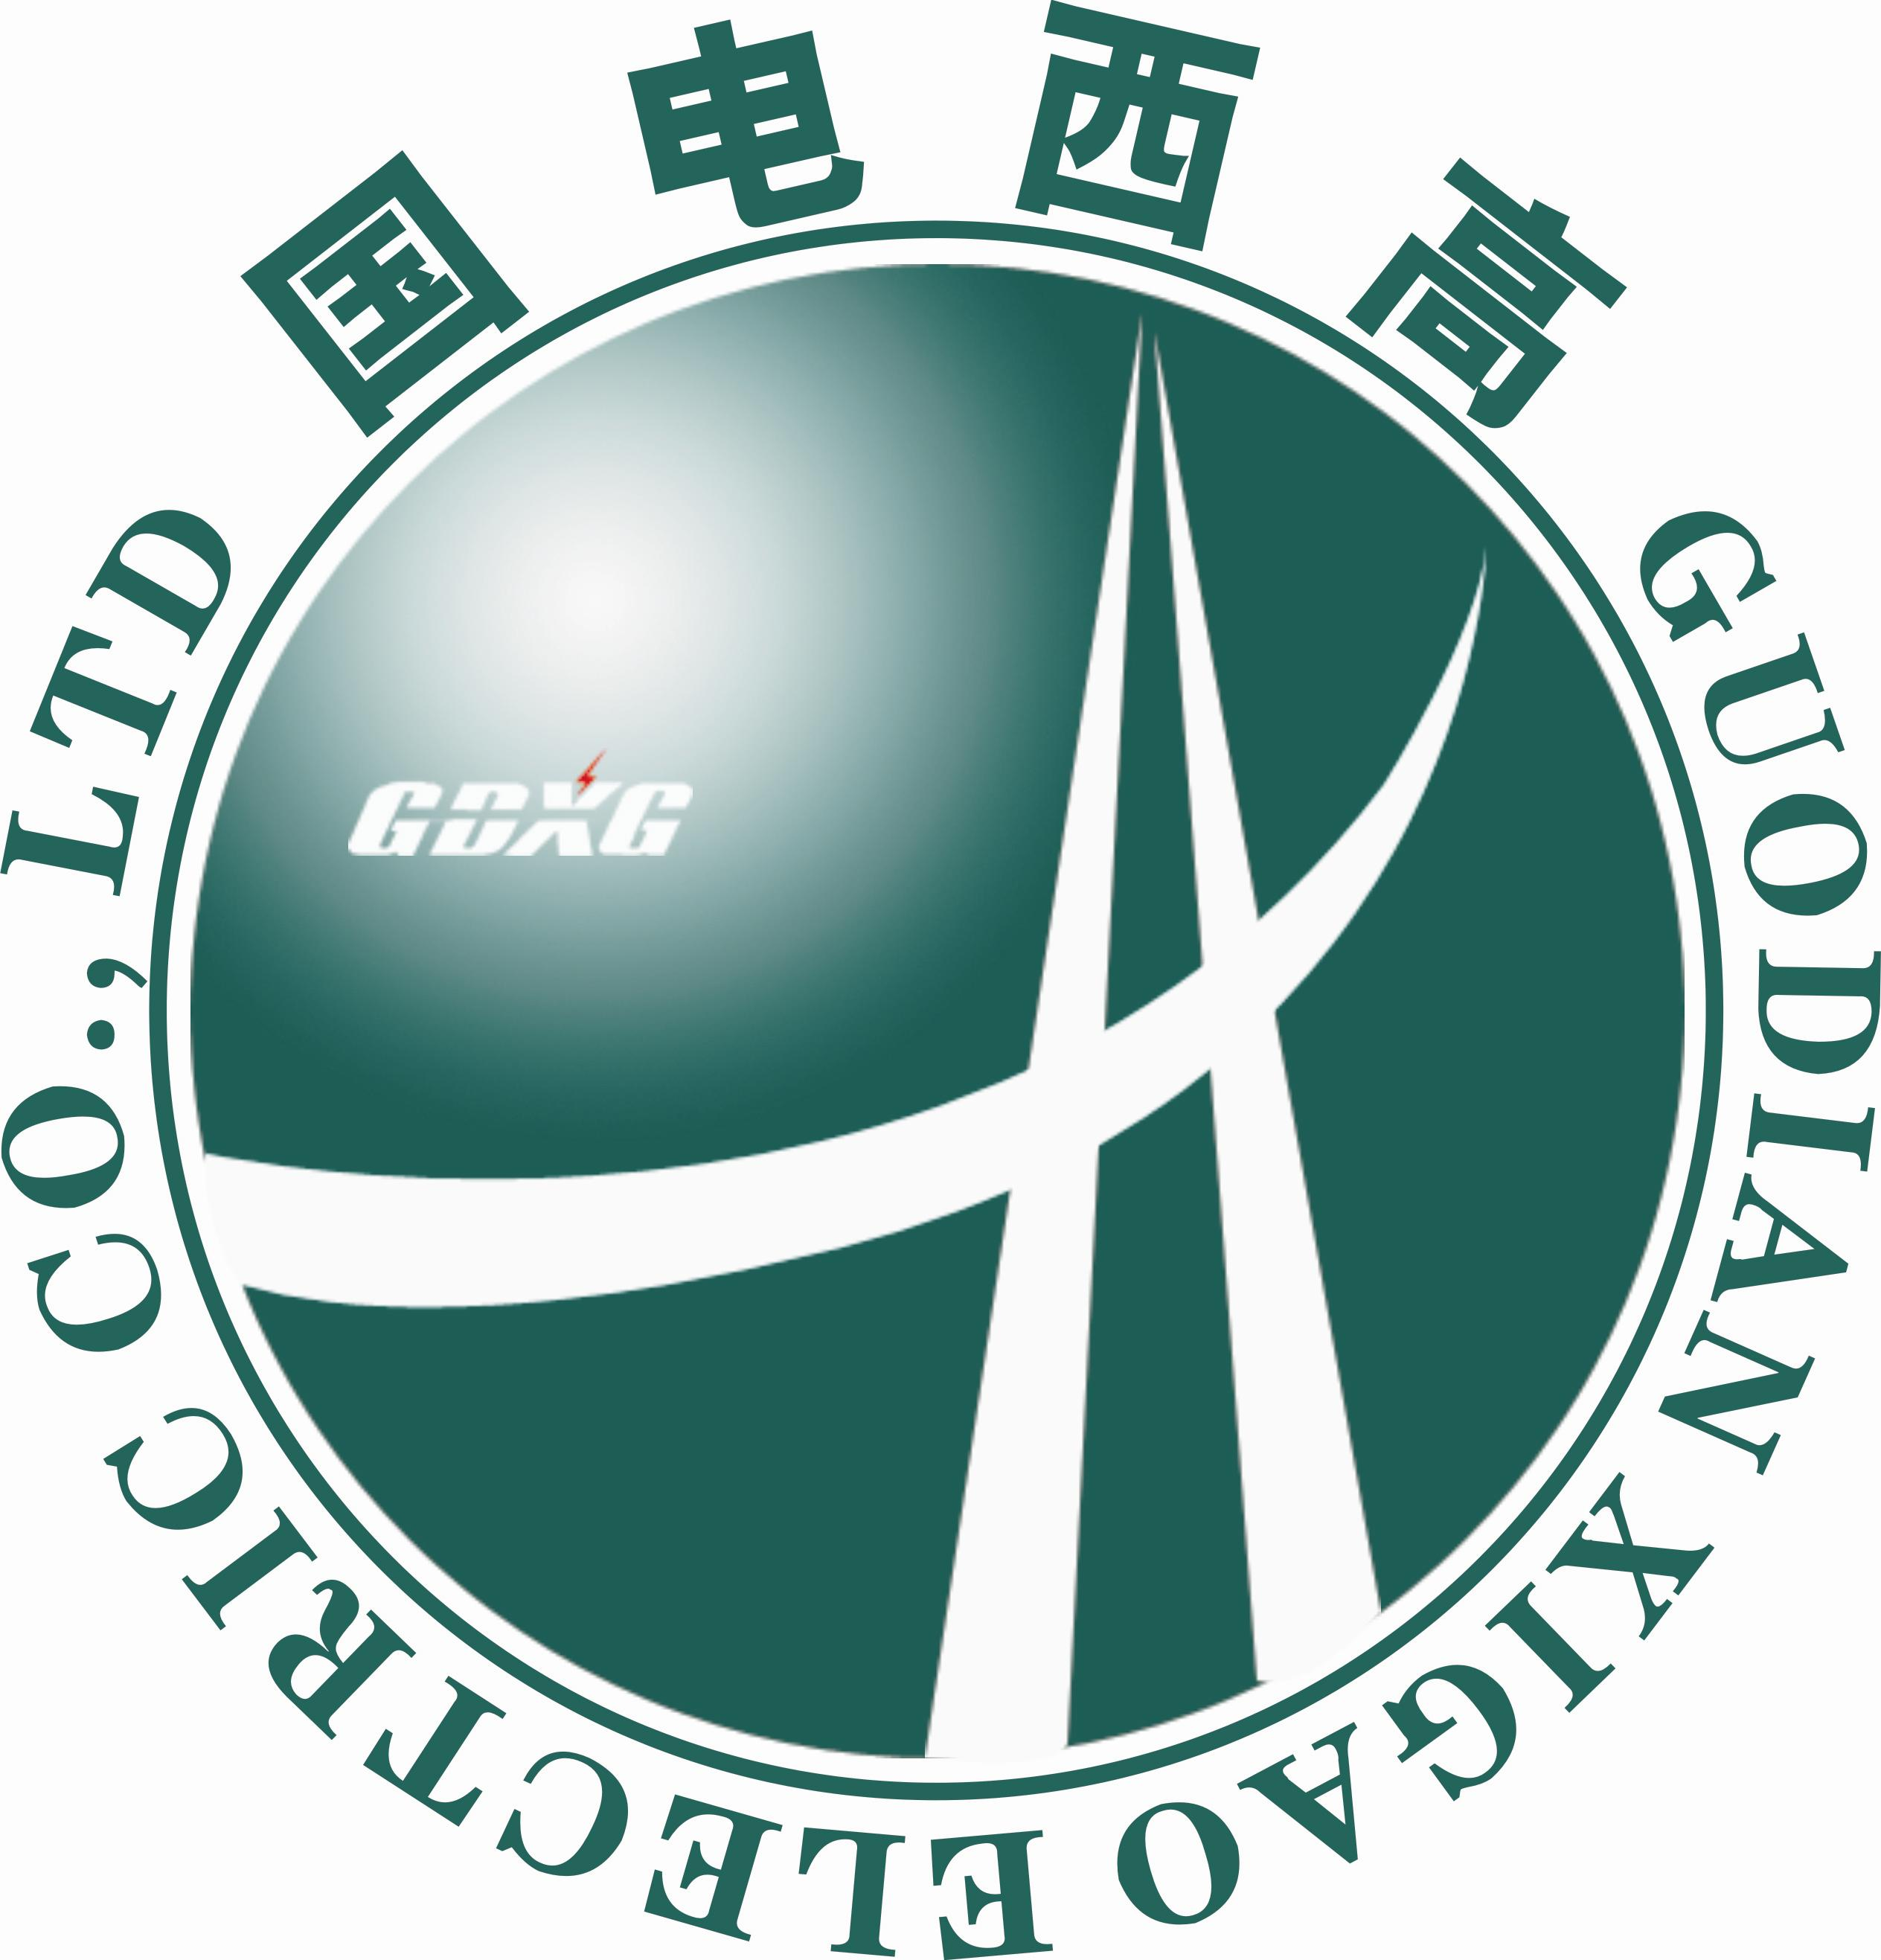 国电西高
GUODIAN XIGAO ELECTRIC CO.,LTD
GDXG